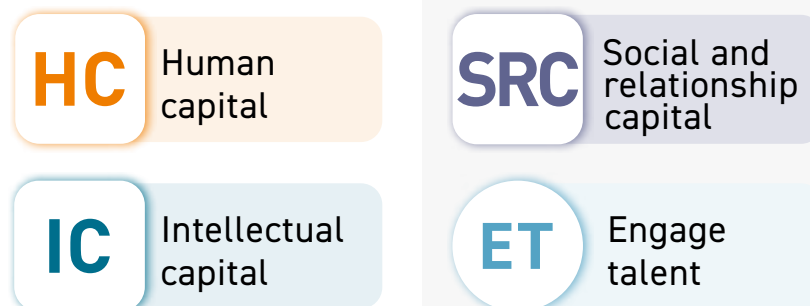 HC
Human
capital
SRC
Social and
relationship
capital
IC
Intellectual
capital
ET
Engage
talent